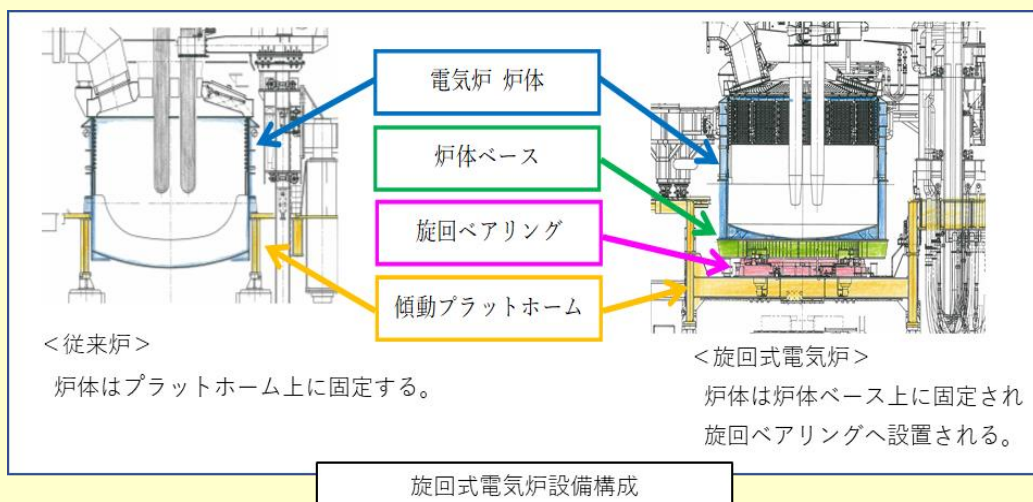 電気炉 炉体
炉体ベース
旋回ベアリング
傾動プラットホーム
＜従来炉＞
炉体はプラットホーム上に固定する。
＜旋回式電気炉＞
炉体は炉体ベース上に固定され
旋回ベアリングへ設置される。
旋回式電気炉設備構成